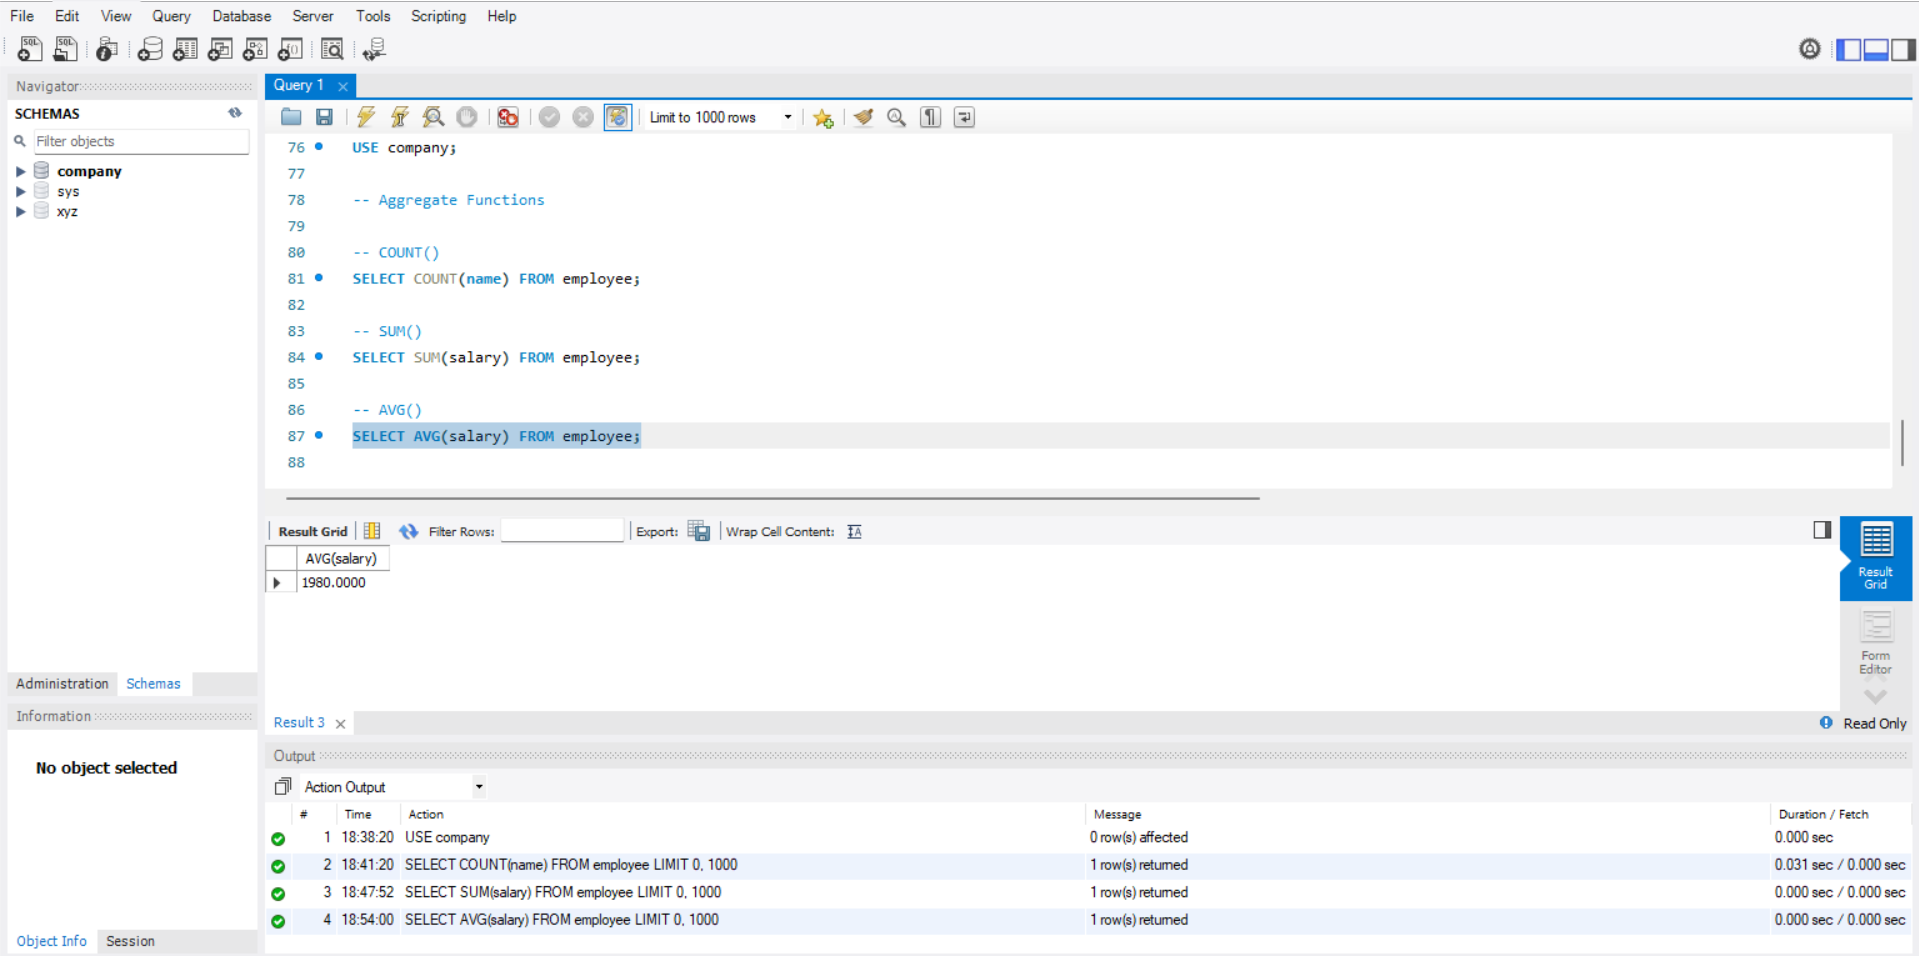 File Edit View Query Database Server Tools Scripting Help
Navigator
SCHEMAS
Filter objects
company
sys
xyz
Administration Schemas
Information
No object selected
Object Info Session
Query 1
Limit to 1000 rows
76 USE company;
77
78 -- Aggregate Functions
79
80 -- COUNT()
81 SELECT COUNT(name) FROM employee;
82
83 -- SUM()
84 SELECT SUM(salary) FROM employee;
85
86 -- AVG()
87 SELECT AVG(salary) FROM employee;
88
Result Grid Filter Rows: Export: Wrap Cell Content:
AVG(salary)
1980.0000
Result
Grid
Form
Editor
Result 3
Read Only
Output
Action Output
# Time Action Message Duration / Fetch
1 18:38:20 USE company 0 row(s) affected 0.000 sec
2 18:41:20 SELECT COUNT(name) FROM employee LIMIT 0, 1000 1 row(s) returned 0.031 sec / 0.000 sec
3 18:47:52 SELECT SUM(salary) FROM employee LIMIT 0, 1000 1 row(s) returned 0.000 sec / 0.000 sec
4 18:54:00 SELECT AVG(salary) FROM employee LIMIT 0, 1000 1 row(s) returned 0.000 sec / 0.000 sec